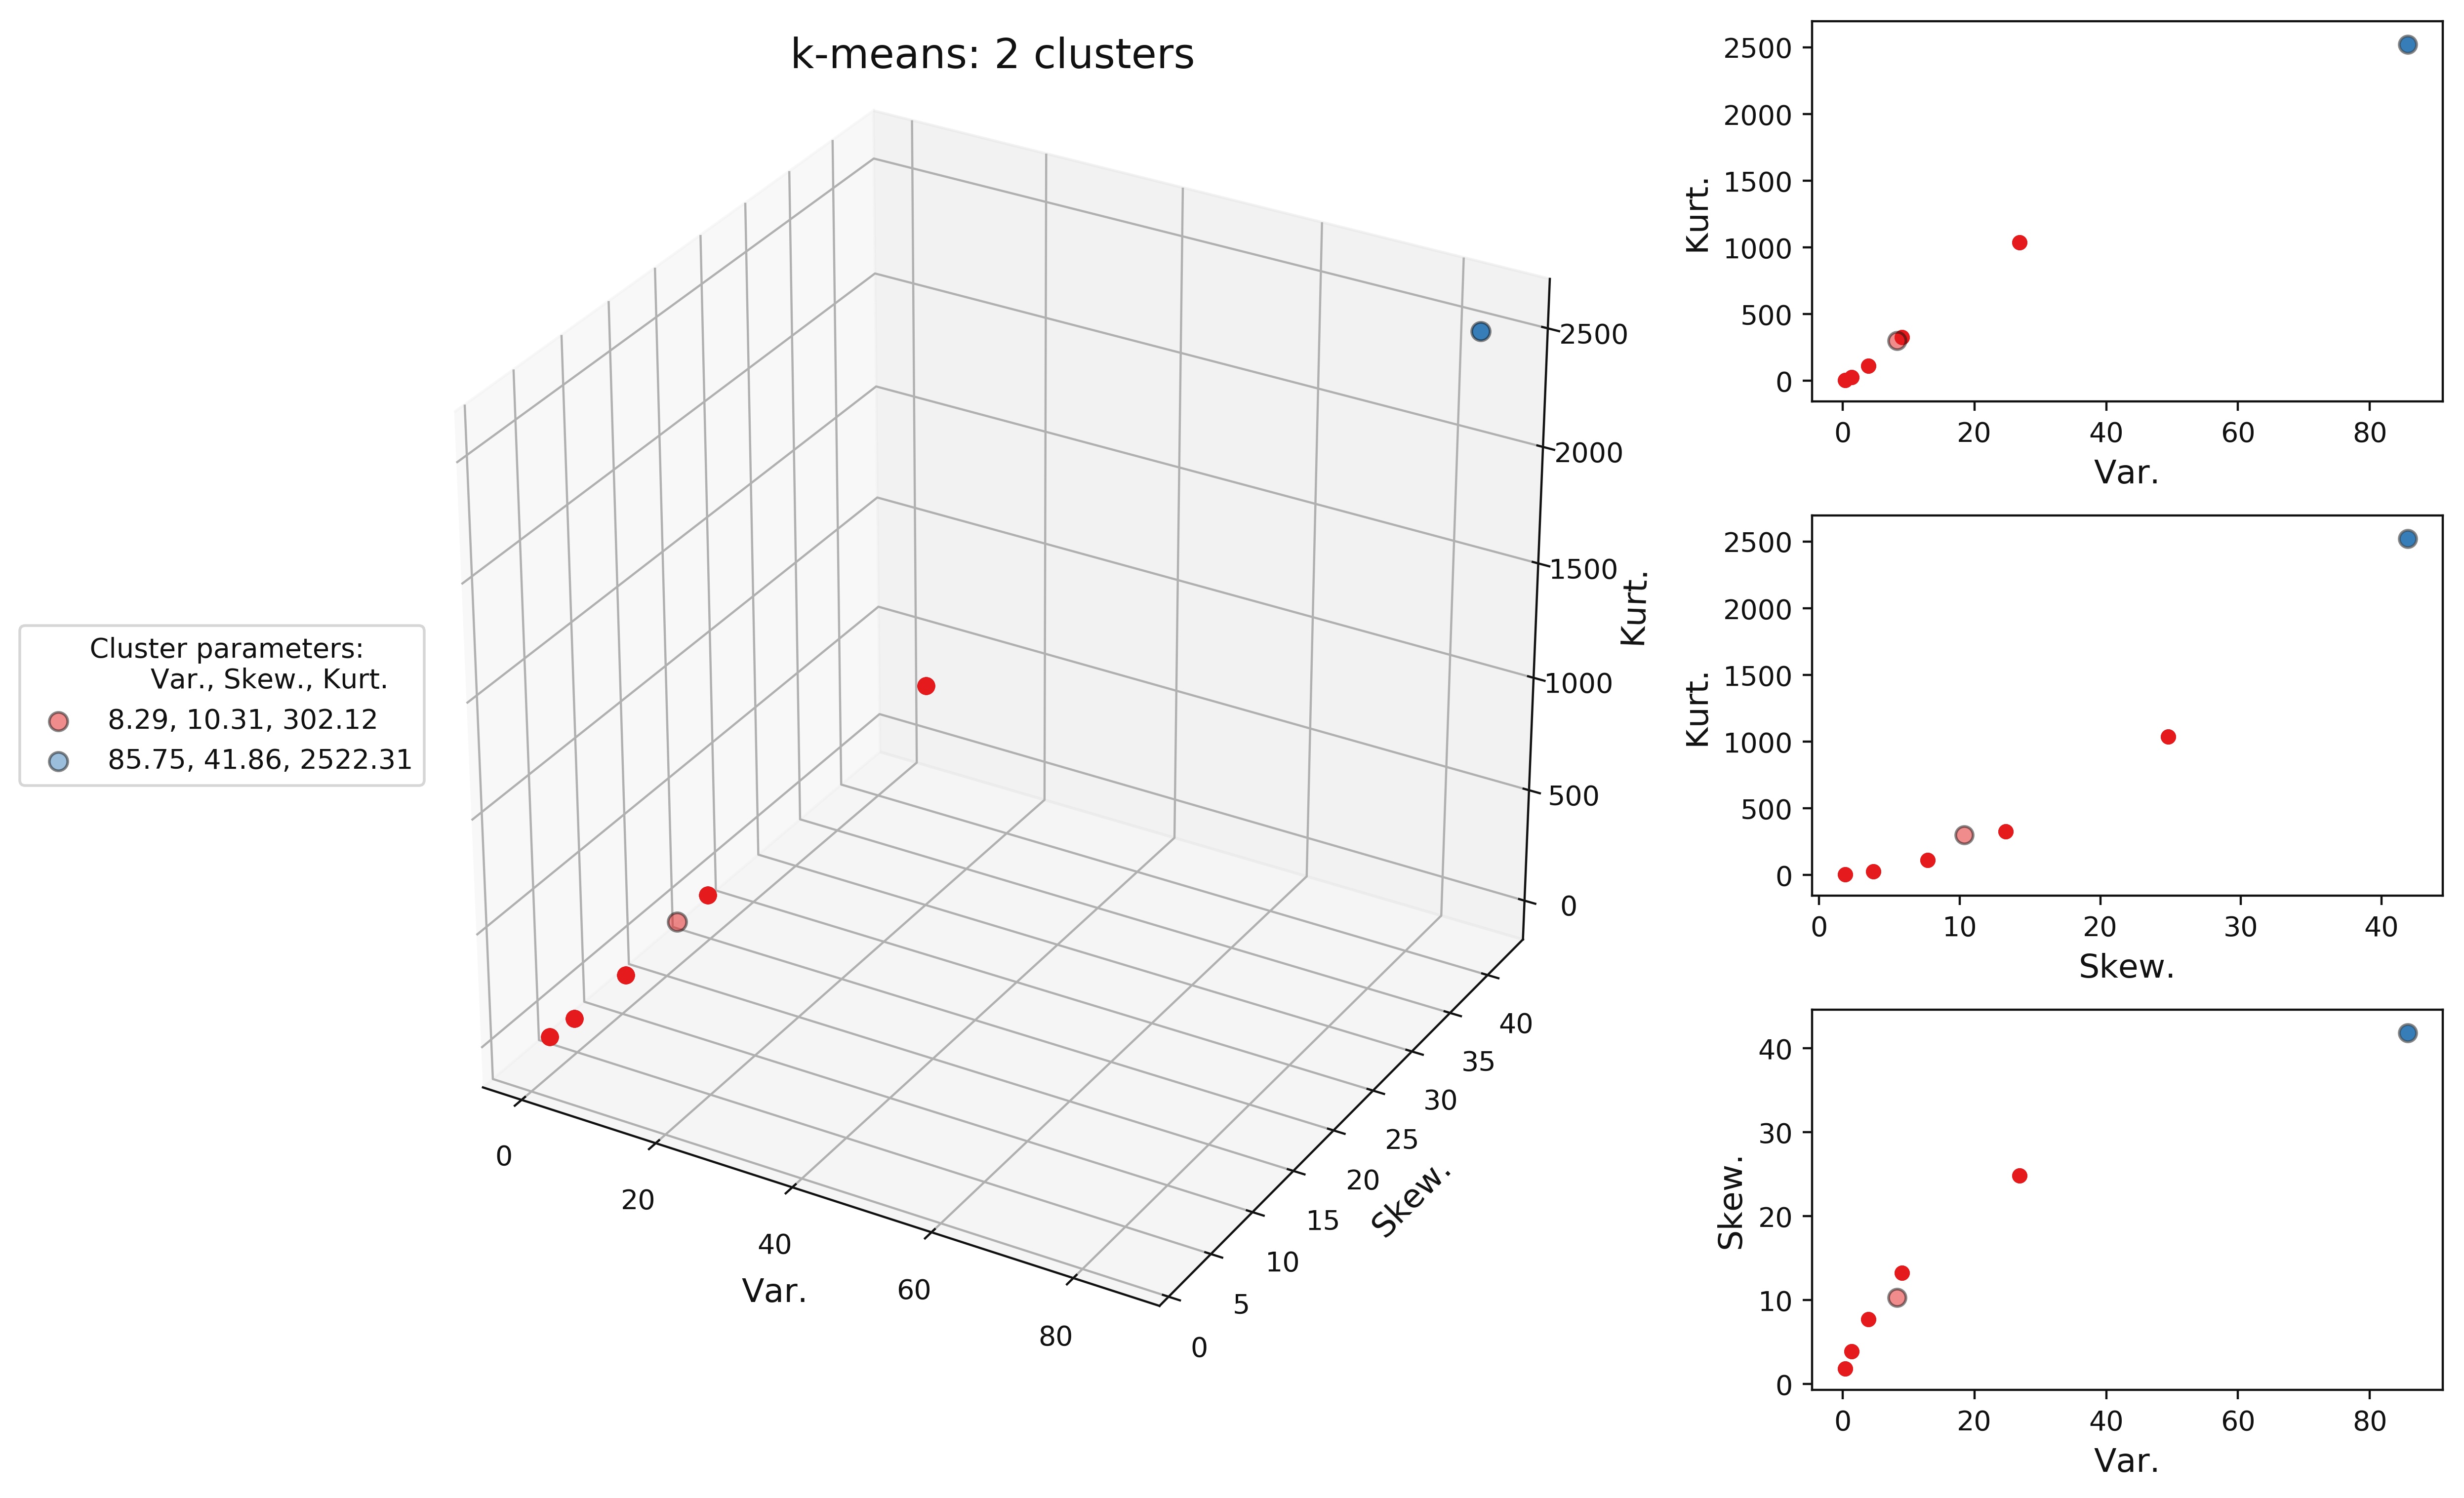 k-means: 2 clusters
Cluster parameters:
Var., Skew., Kurt.
8.29, 10.31, 302.12
85.75, 41.86, 2522.31
0
20
40
60
80
Var.
0
5
10
15
20
25
30
35
40
Skew.
0
500
1000
1500
2000
2500
Kurt.
2500
2000
1500
1000
500
0
Kurt.
0 20 40 60 80
Var.
2500
2000
1500
1000
500
0
Kurt.
0 10 20 30 40
Skew.
40
30
20
10
0
Skew.
0 20 40 60 80
Var.